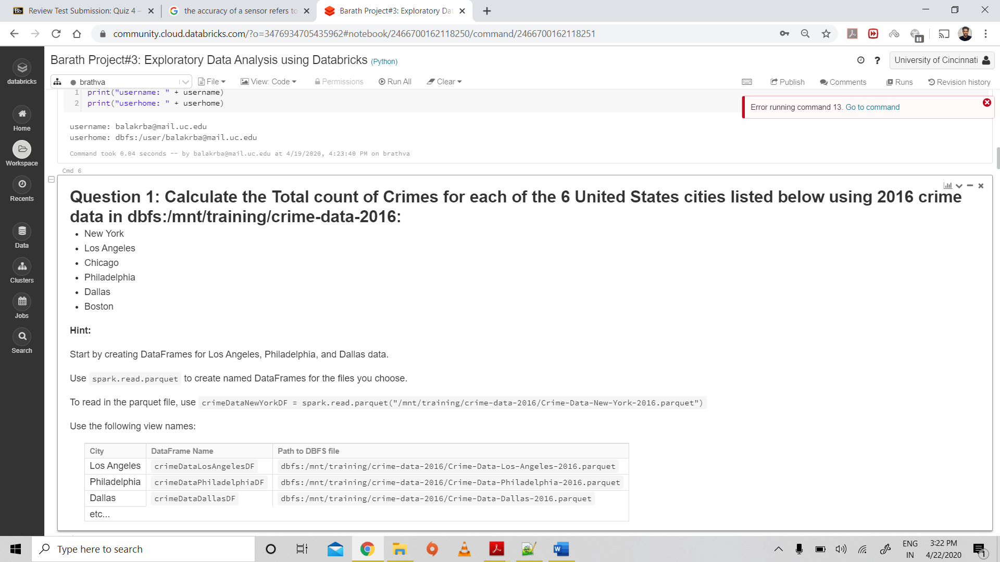 Review Test Submission: Quiz 4 –
the accuracy of a sensor refers to
Barath Project#3: Exploratory Dat
community.cloud.databricks.com/?o=3476934705435962#notebook/2466700162118250/command/2466700162118251
Barath Project#3: Exploratory Data Analysis using Databricks (Python)
University of Cincinnati
brathva
File
View: Code
Permissions
Run All
Clear
Publish
Comments
Runs
Revision history
databricks
Home
Workspace
Recents
Data
Clusters
Jobs
Search
1 print("username: " + username)
2 print("userhome: " + userhome)
Error running command 13. Go to command
username: balakrba@mail.uc.edu
userhome: dbfs:/user/balakrba@mail.uc.edu
Command took 0.04 seconds -- by balakrba@mail.uc.edu at 4/19/2020, 4:23:40 PM on brathva
Cmd 6
Question 1: Calculate the Total count of Crimes for each of the 6 United States cities listed below using 2016 crime
data in dbfs:/mnt/training/crime-data-2016:
• New York
• Los Angeles
• Chicago
• Philadelphia
• Dallas
• Boston
Hint:
Start by creating DataFrames for Los Angeles, Philadelphia, and Dallas data.
Use spark.read.parquet to create named DataFrames for the files you choose.
To read in the parquet file, use crimeDataNewYorkDF = spark.read.parquet("/mnt/training/crime-data-2016/Crime-Data-New-York-2016.parquet")
Use the following view names:
City DataFrame Name Path to DBFS file
Los Angeles crimeDataLosAngelesDF dbfs:/mnt/training/crime-data-2016/Crime-Data-Los-Angeles-2016.parquet
Philadelphia crimeDataPhiladelphiaDF dbfs:/mnt/training/crime-data-2016/Crime-Data-Philadelphia-2016.parquet
Dallas crimeDataDallasDF dbfs:/mnt/training/crime-data-2016/Crime-Data-Dallas-2016.parquet
etc...
Type here to search
ENG
IN
3:22 PM
4/22/2020
1